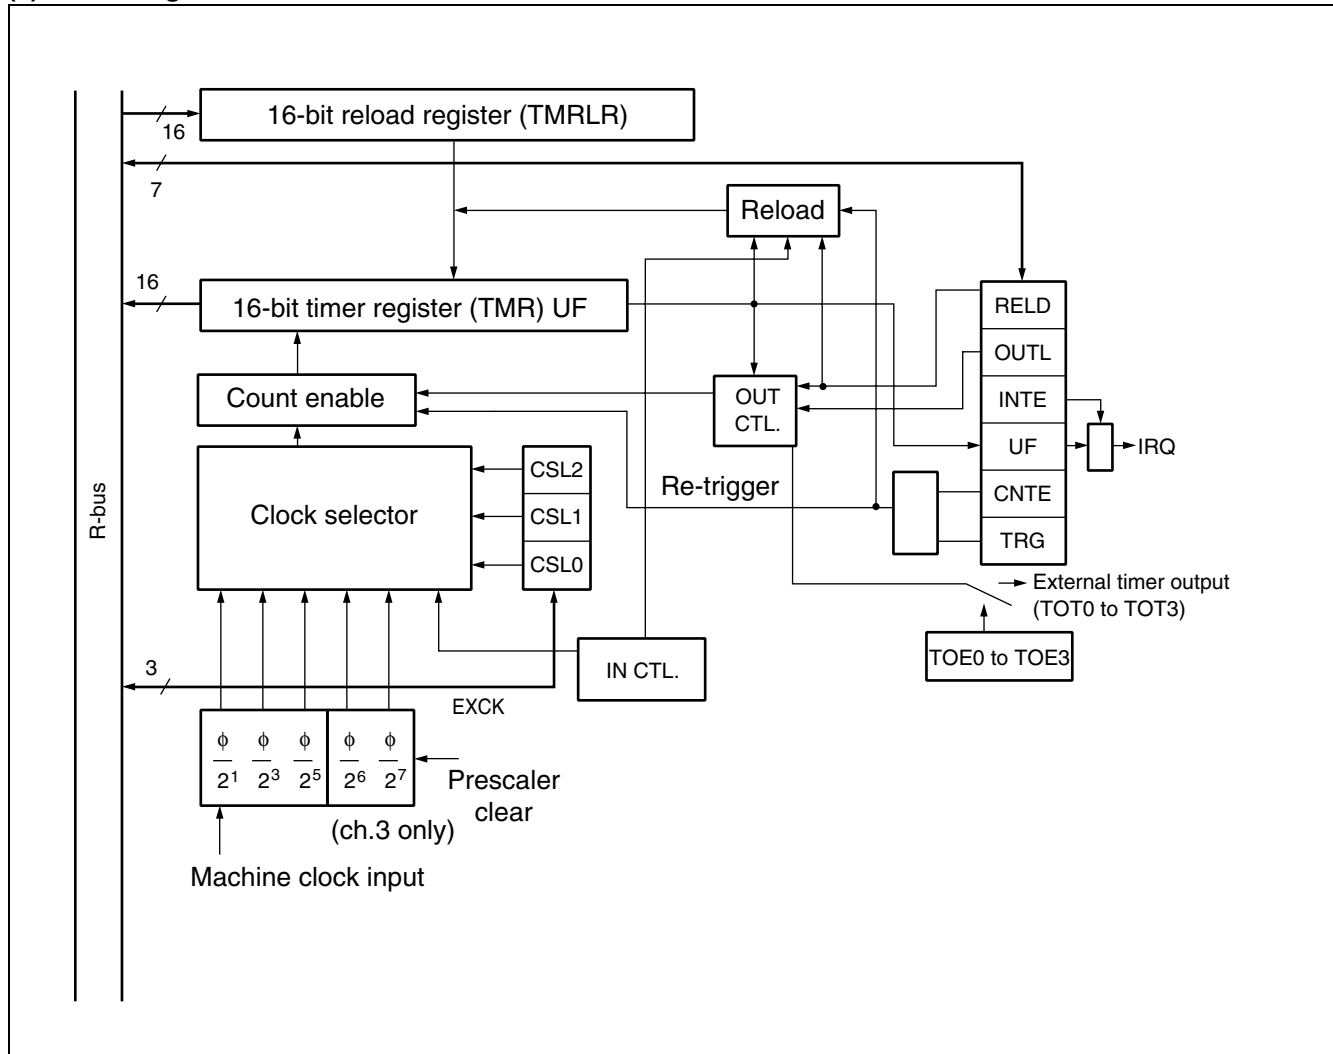 16-bit reload register (TMRLR)
16
7
Reload
16
16-bit timer register (TMR) UF
RELD
OUTL
INTE
UF
CNTE
TRG
IRQ
Count enable
OUT
CTL.
R-bus
Clock selector
CSL2
CSL1
CSL0
Re-trigger
External timer output
(TOT0 to TOT3)
TOE0 to TOE3
IN CTL.
3
EXCK
φ φ φ φ φ
2¹ 2³ 2⁵ 2⁶ 2⁷
Prescaler
clear
(ch.3 only)
Machine clock input